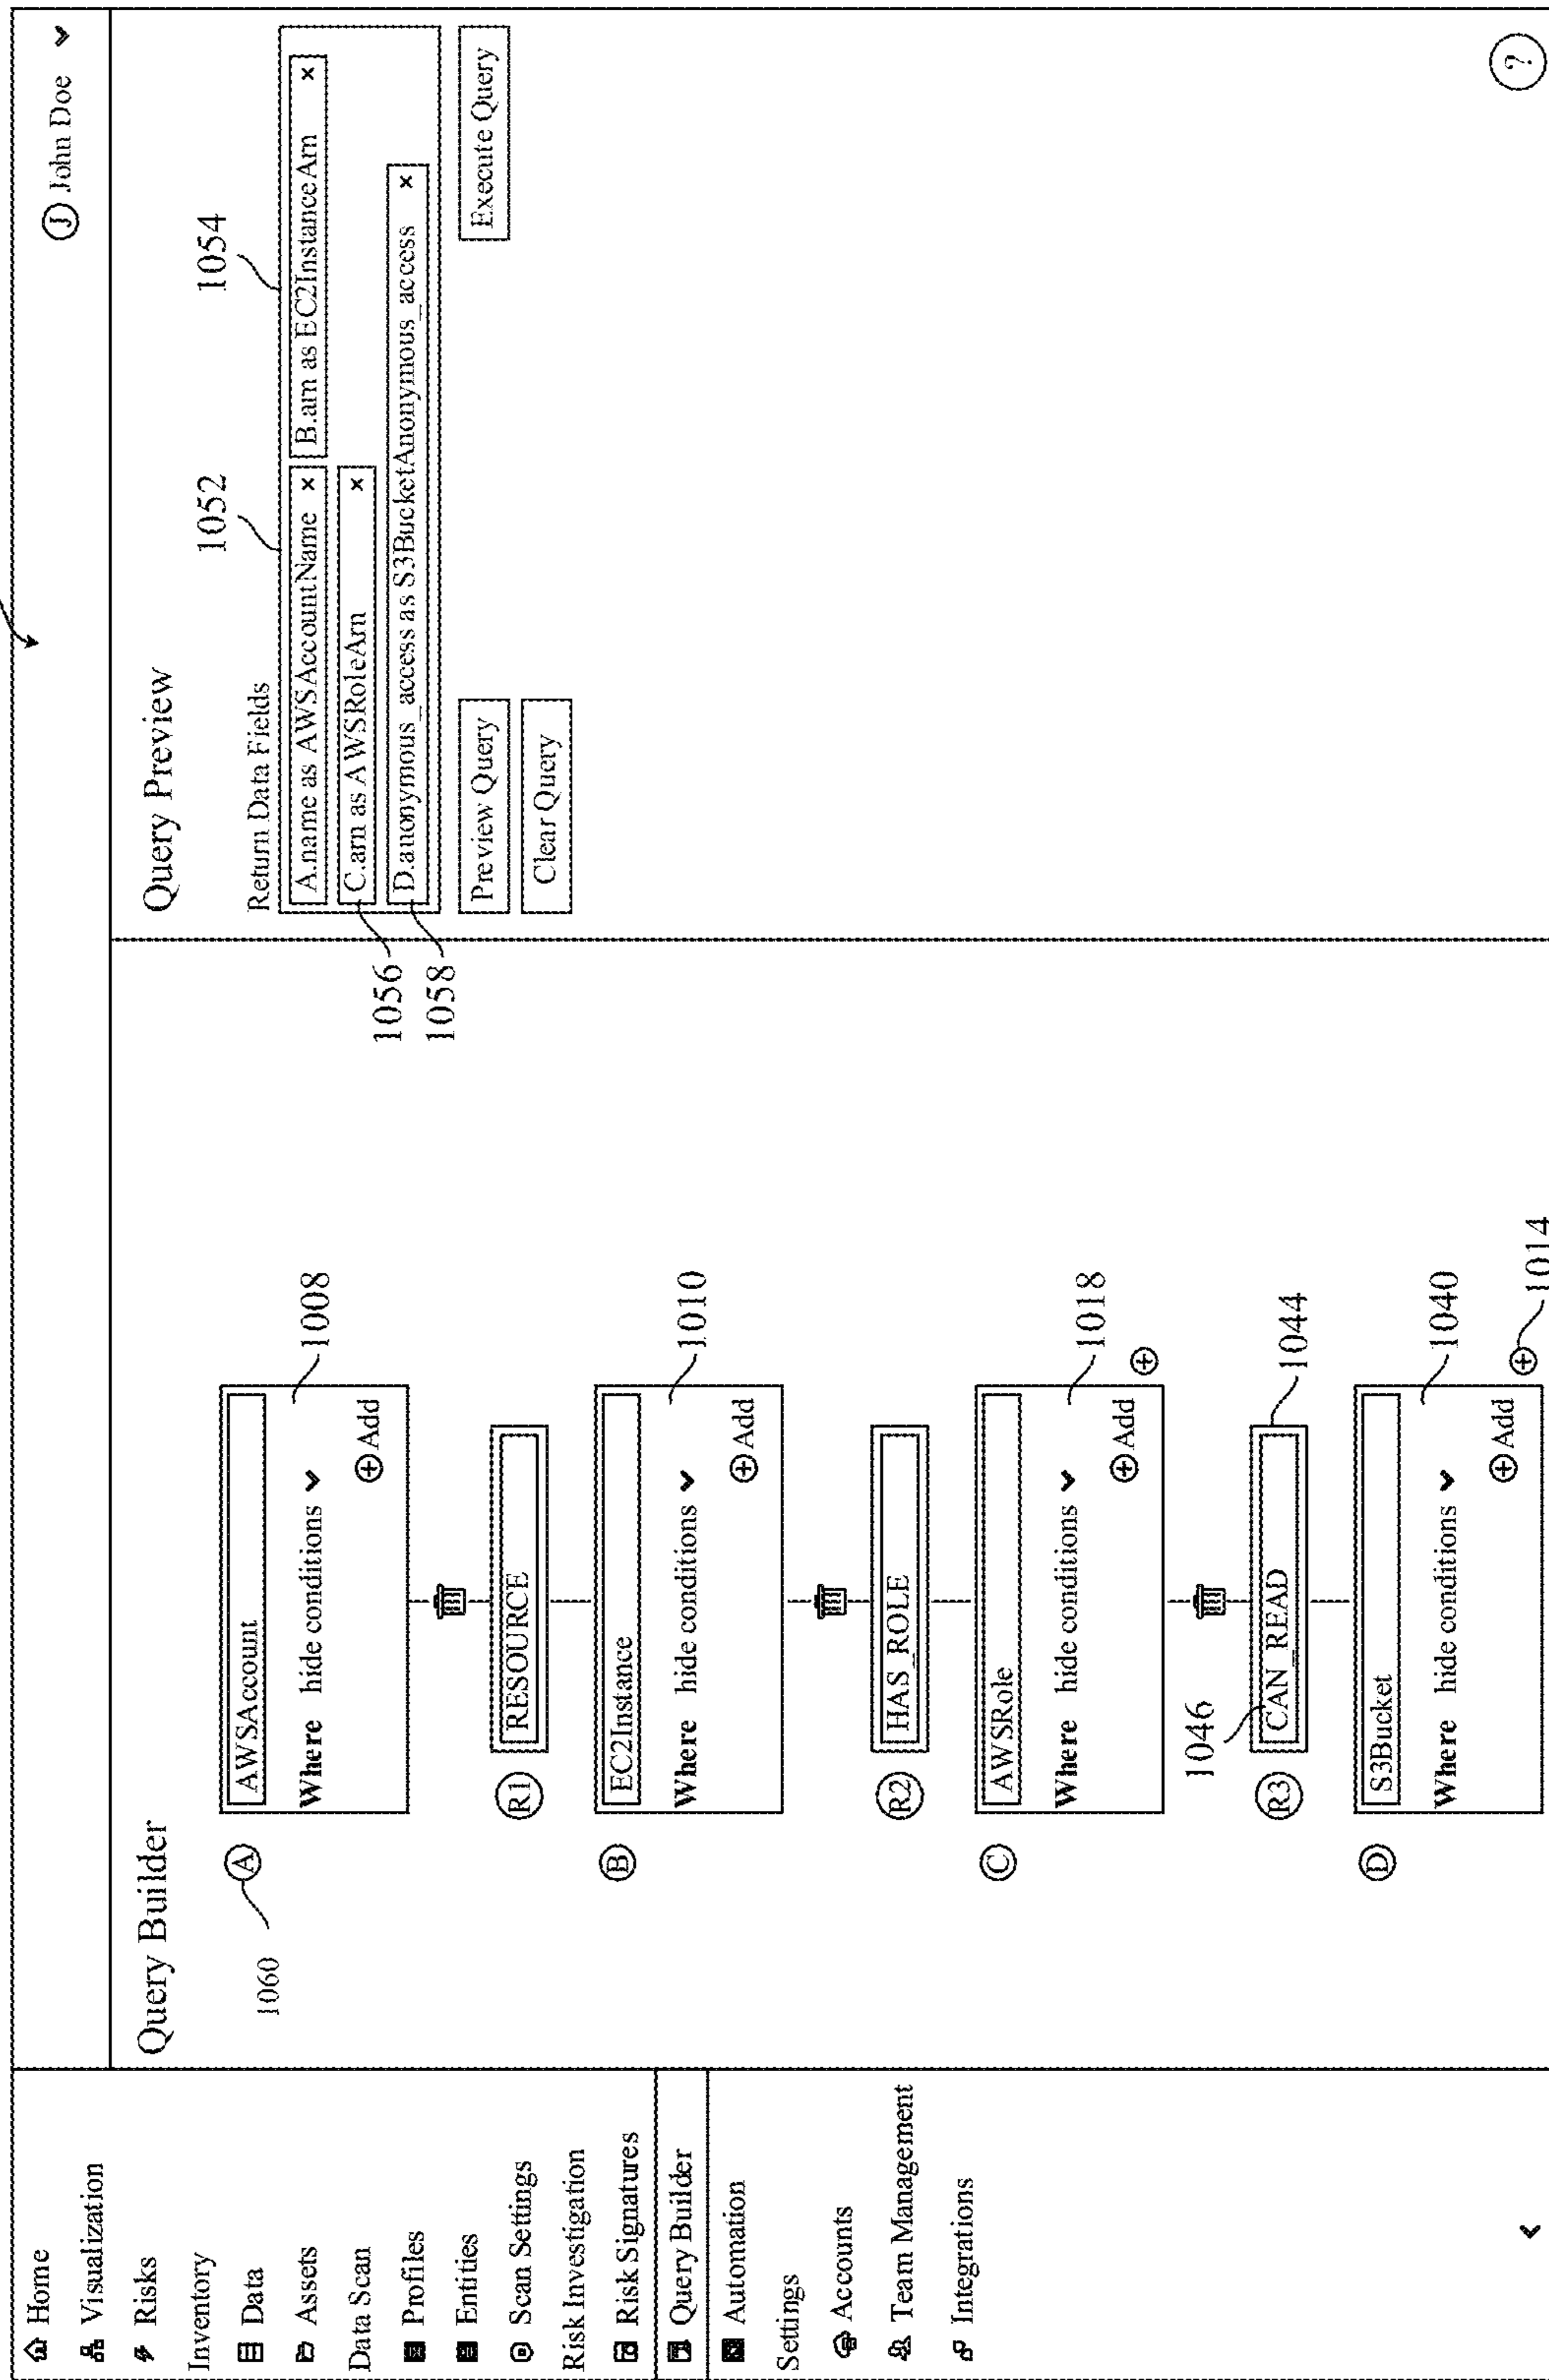 Home
Visualization
Risks
Inventory
Data
Assets
Data Scan
Profiles
Entities
Scan Settings
Risk Investigation
Risk Signatures
Query Builder
Automation
Settings
Accounts
Team Management
Integrations
J John Doe
Query Builder
1060
A
AWSAccount
Where hide conditions
Add
1008
R1
RESOURCE
B
EC2Instance
Where hide conditions
Add
1010
R2
HAS_ROLE
C
AWSRole
Where hide conditions
Add
1018
1046
R3
CAN_READ
1044
D
S3Bucket
Where hide conditions
Add
1040
1014
Query Preview
1052
1054
Return Data Fields
A.name as AWSAccountName ×
B.arn as EC2InstanceArn ×
1056
C.arn as AWSRoleArn ×
1058
D.anonymous_access as S3BucketAnonymous_access ×
Preview Query
Execute Query
Clear Query
?